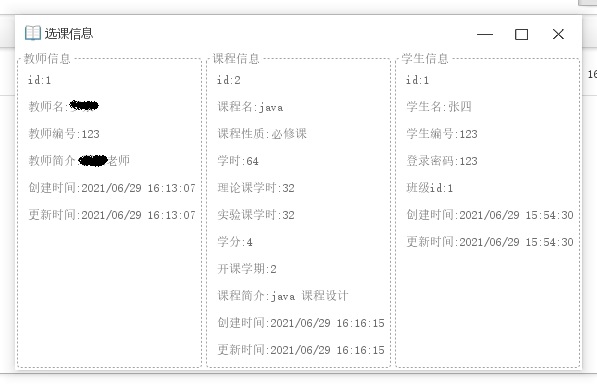 选课信息
教师信息
id:1
教师名:
教师编号:123
教师简介 老师
创建时间:2021/06/29 16:13:07
更新时间:2021/06/29 16:13:07
课程信息
id:2
课程名:java
课程性质:必修课
学时:64
理论课学时:32
实验课学时:32
学分:4
开课学期:2
课程简介:java 课程设计
创建时间:2021/06/29 16:16:15
更新时间:2021/06/29 16:16:15
学生信息
id:1
学生名:张四
学生编号:123
登录密码:123
班级id:1
创建时间:2021/06/29 15:54:30
更新时间:2021/06/29 15:54:30
16